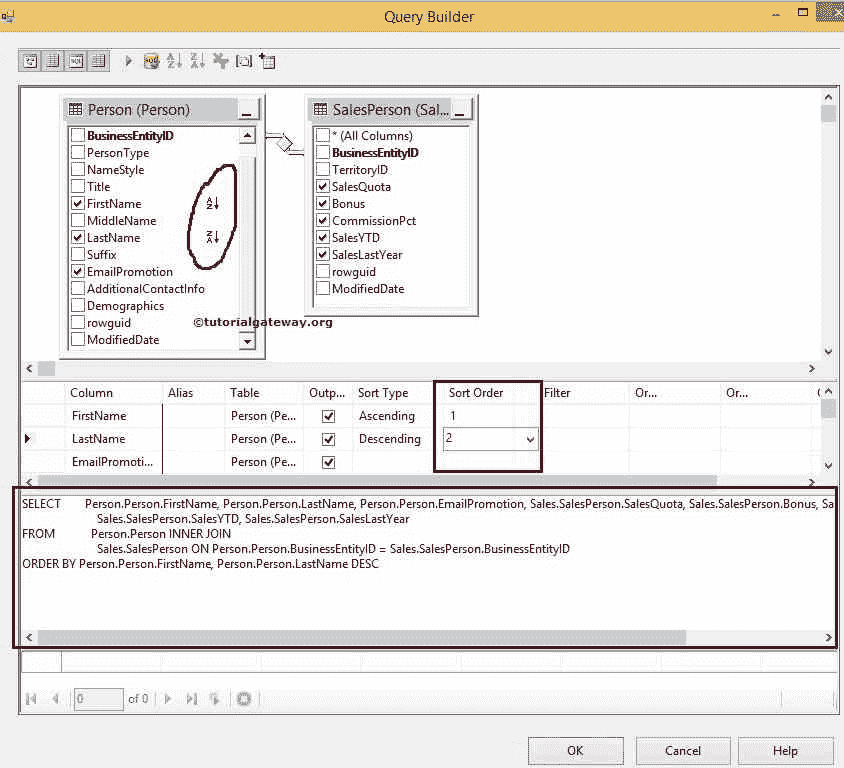 Query Builder
Person (Person)
BusinessEntityID
PersonType
NameStyle
Title
FirstName
MiddleName
LastName
Suffix
EmailPromotion
AdditionalContactInfo
Demographics
rowguid
ModifiedDate
SalesPerson (Sal...
* (All Columns)
BusinessEntityID
TerritoryID
SalesQuota
Bonus
CommissionPct
SalesYTD
SalesLastYear
rowguid
ModifiedDate
©tutorialgateway.org
Column Alias Table Outp... Sort Type Sort Order Filter Or... Or...
FirstName Person (Pe... Ascending 1
LastName Person (Pe... Descending 2
EmailPromoti... Person (Pe...
SELECT Person.Person.FirstName, Person.Person.LastName, Person.Person.EmailPromotion, Sales.SalesPerson.SalesQuota, Sales.SalesPerson.Bonus, Sa
Sales.SalesPerson.SalesYTD, Sales.SalesPerson.SalesLastYear
FROM Person.Person INNER JOIN
Sales.SalesPerson ON Person.Person.BusinessEntityID = Sales.SalesPerson.BusinessEntityID
ORDER BY Person.Person.FirstName, Person.Person.LastName DESC
0 of 0
OK Cancel Help